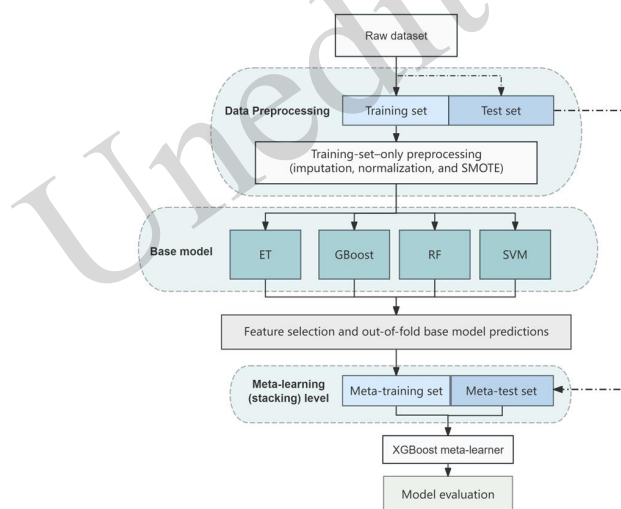 Raw dataset
Data Preprocessing
Training set
Test set
Training-set–only preprocessing
(imputation, normalization, and SMOTE)
Base model
ET
GBoost
RF
SVM
Feature selection and out-of-fold base model predictions
Meta-learning
(stacking) level
Meta-training set
Meta-test set
XGBoost meta-learner
Model evaluation